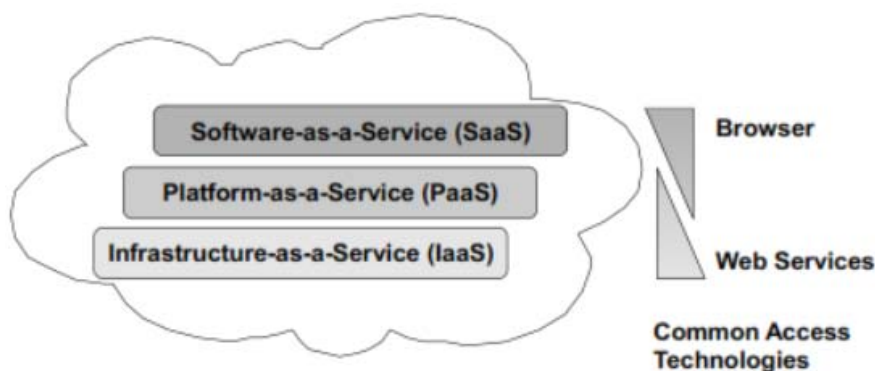 Software-as-a-Service (SaaS)
Browser
Platform-as-a-Service (PaaS)
Infrastructure-as-a-Service (IaaS)
Web Services
Common Access
Technologies